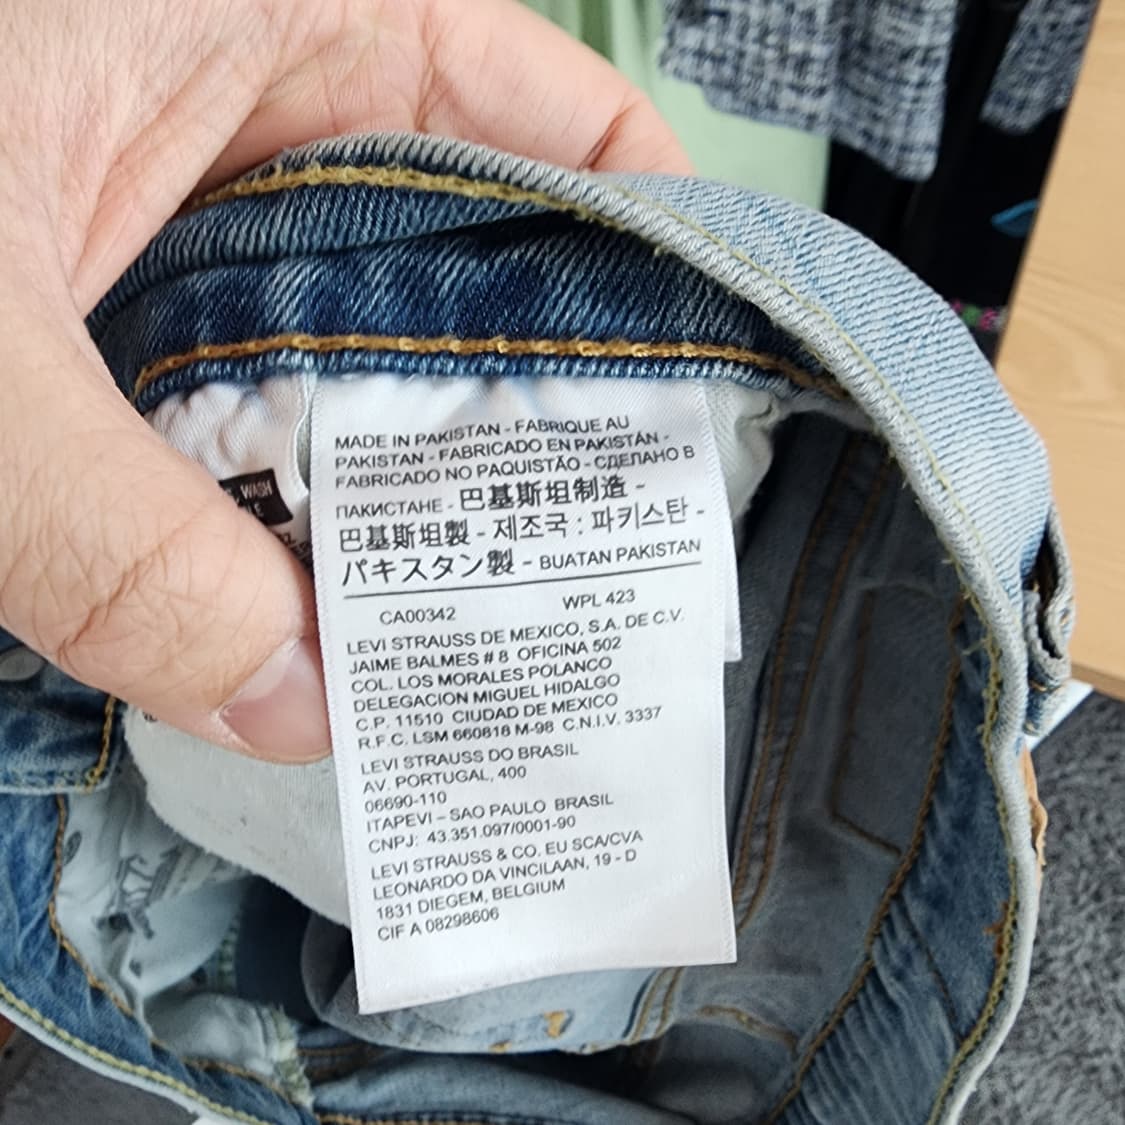 MADE IN PAKISTAN - FABRIQUE AU
PAKISTAN - FABRICADO EN PAKISTÁN -
FABRICADO NO PAQUISTÃO - СДЕЛАНО В
ПАКИСТАНЕ - 巴基斯坦制造 -
巴基斯坦製 - 제조국 : 파키스탄 -
パキスタン製 - BUATAN PAKISTAN
CA00342 WPL 423
LEVI STRAUSS DE MEXICO, S.A. DE C.V.
JAIME BALMES # 8 OFICINA 502
COL. LOS MORALES POLANCO
DELEGACION MIGUEL HIDALGO
C.P. 11510 CIUDAD DE MEXICO
R.F.C. LSM 660818 M-98 C.N.I.V. 3337
LEVI STRAUSS DO BRASIL
AV. PORTUGAL, 400
06690-110
ITAPEVI – SAO PAULO BRASIL
CNPJ: 43.351.097/0001-90
LEVI STRAUSS & CO. EU SCA/CVA
LEONARDO DA VINCILAAN, 19 - D
1831 DIEGEM, BELGIUM
CIF A 08298606
WASH